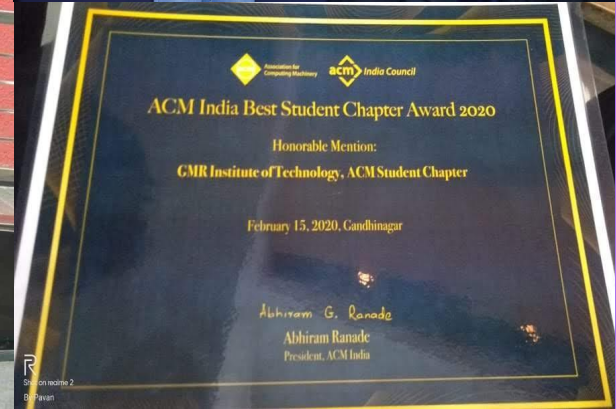 Association for
Computing Machinery
acm India Council
ACM India Best Student Chapter Award 2020
Honorable Mention:
GMR Institute of Technology, ACM Student Chapter
February 15, 2020, Gandhinagar
Abhiram G. Ranade
Abhiram Ranade
President, ACM India
R
Shot on realme 2
By Pavan